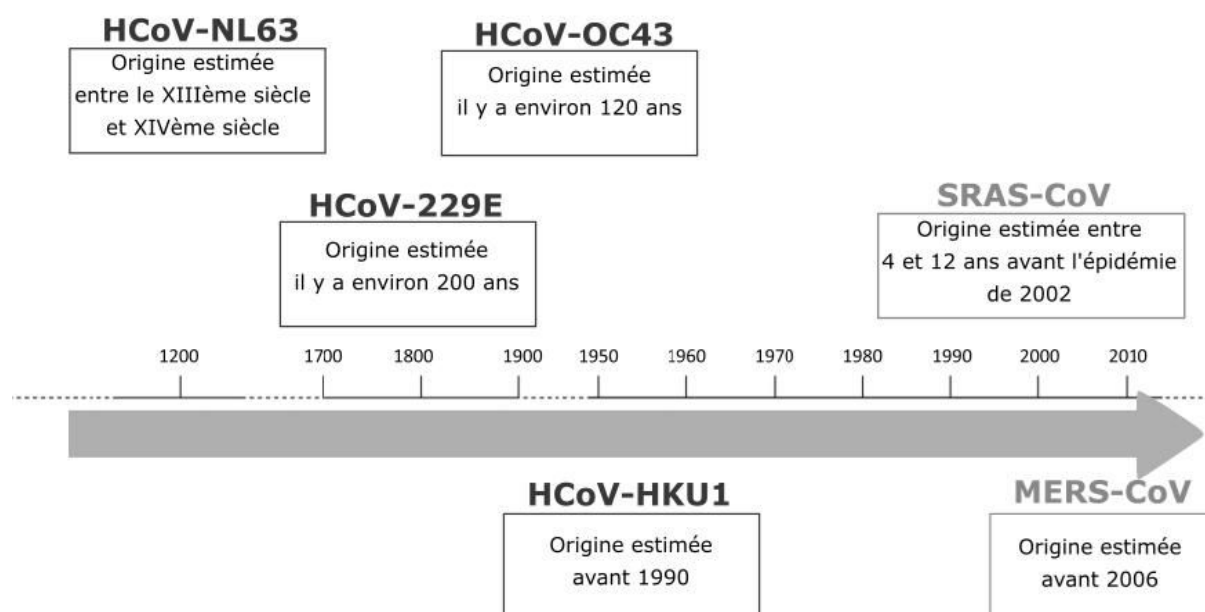 HCoV-NL63
Origine estimée
entre le XIIIème siècle
et XIVème siècle
HCoV-OC43
Origine estimée
il y a environ 120 ans
HCoV-229E
Origine estimée
il y a environ 200 ans
SRAS-CoV
Origine estimée entre
4 et 12 ans avant l'épidémie
de 2002
1200 1700 1800 1900 1950 1960 1970 1980 1990 2000 2010
HCoV-HKU1
Origine estimée
avant 1990
MERS-CoV
Origine estimée
avant 2006